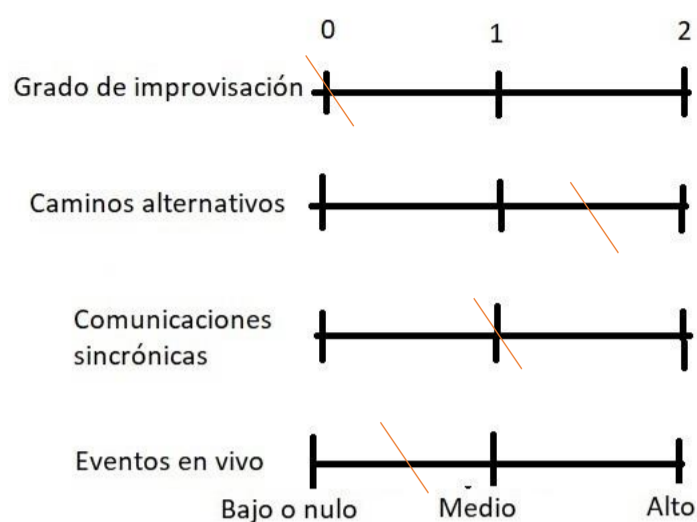 0 1 2
Grado de improvisación
Caminos alternativos
Comunicaciones
sincrónicas
Eventos en vivo
Bajo o nulo Medio Alto